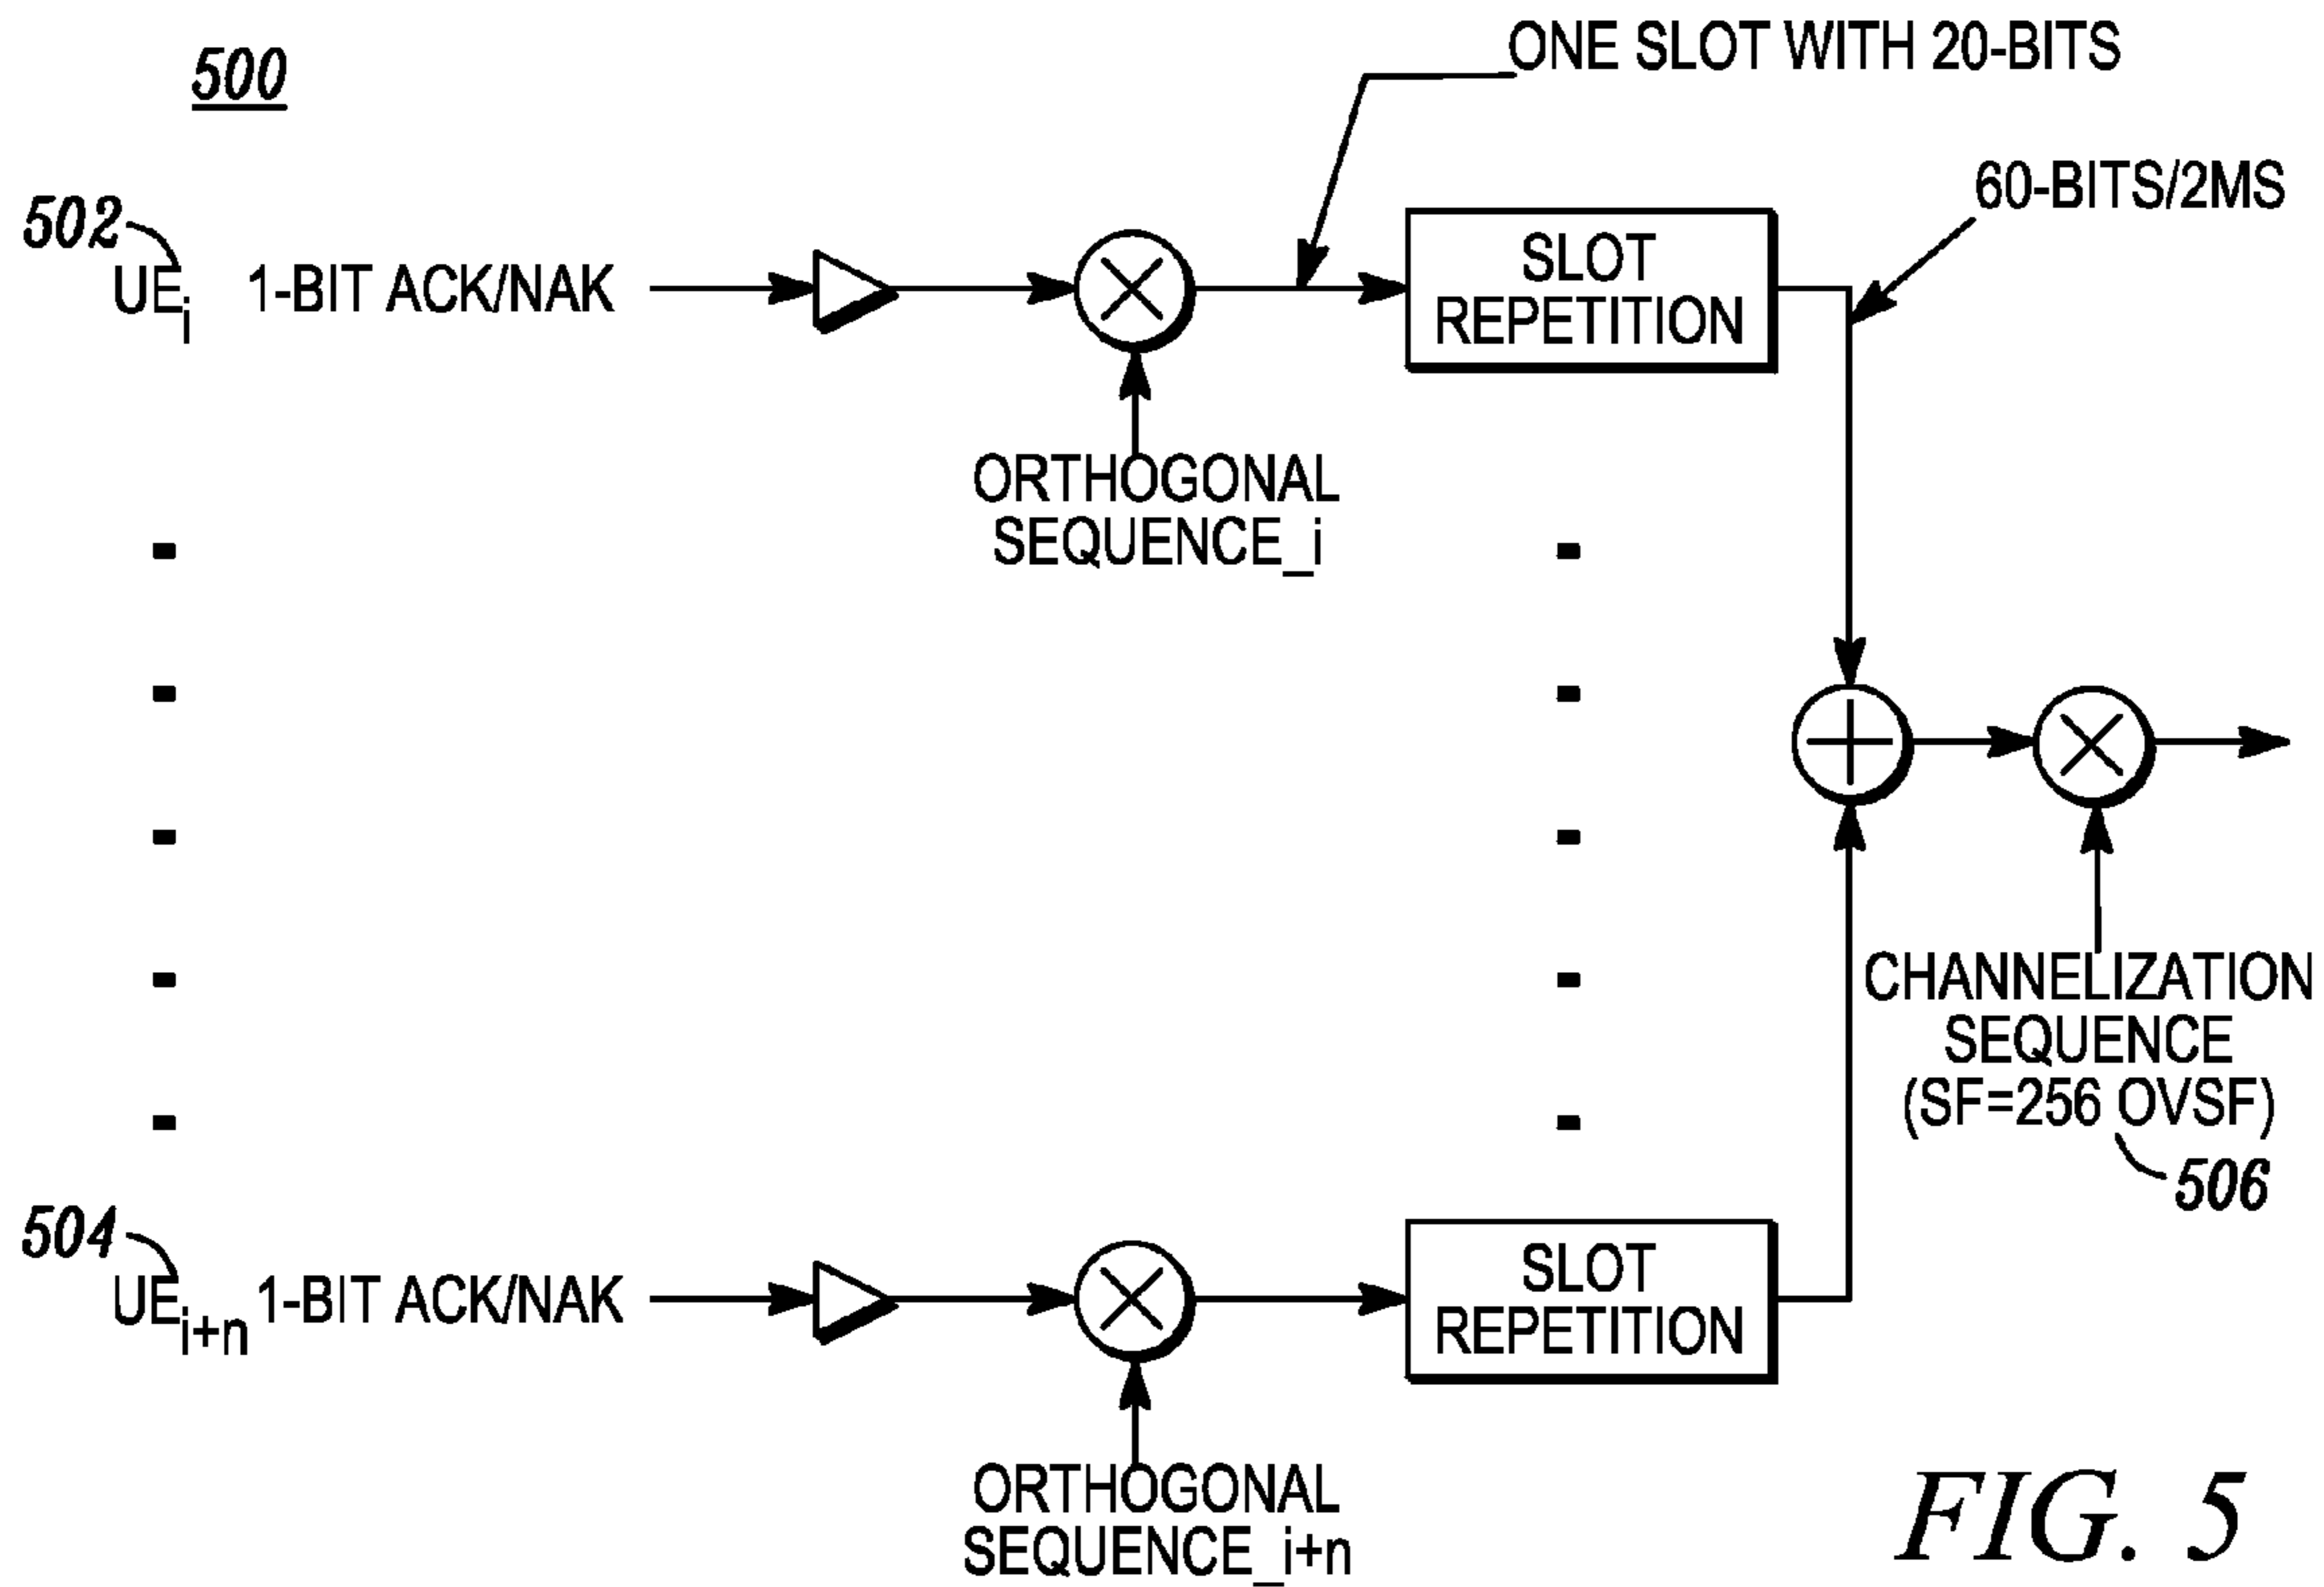 500
ONE SLOT WITH 20-BITS
60-BITS/2MS
502
UEi 1-BIT ACK/NAK
SLOT
REPETITION
ORTHOGONAL
SEQUENCE_i
CHANNELIZATION
SEQUENCE
(SF=256 OVSF)
506
504
UEi+n 1-BIT ACK/NAK
SLOT
REPETITION
ORTHOGONAL
SEQUENCE_i+n
FIG. 5